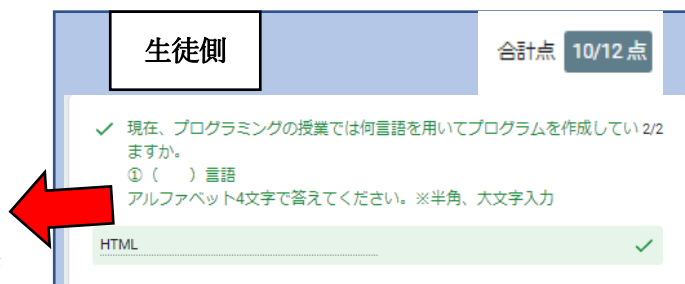 生徒側
合計点 10/12 点
現在、プログラミングの授業では何言語を用いてプログラムを作成してい 2/2
ますか。
①（　　）言語
アルファベット4文字で答えてください。※半角、大文字入力
HTML